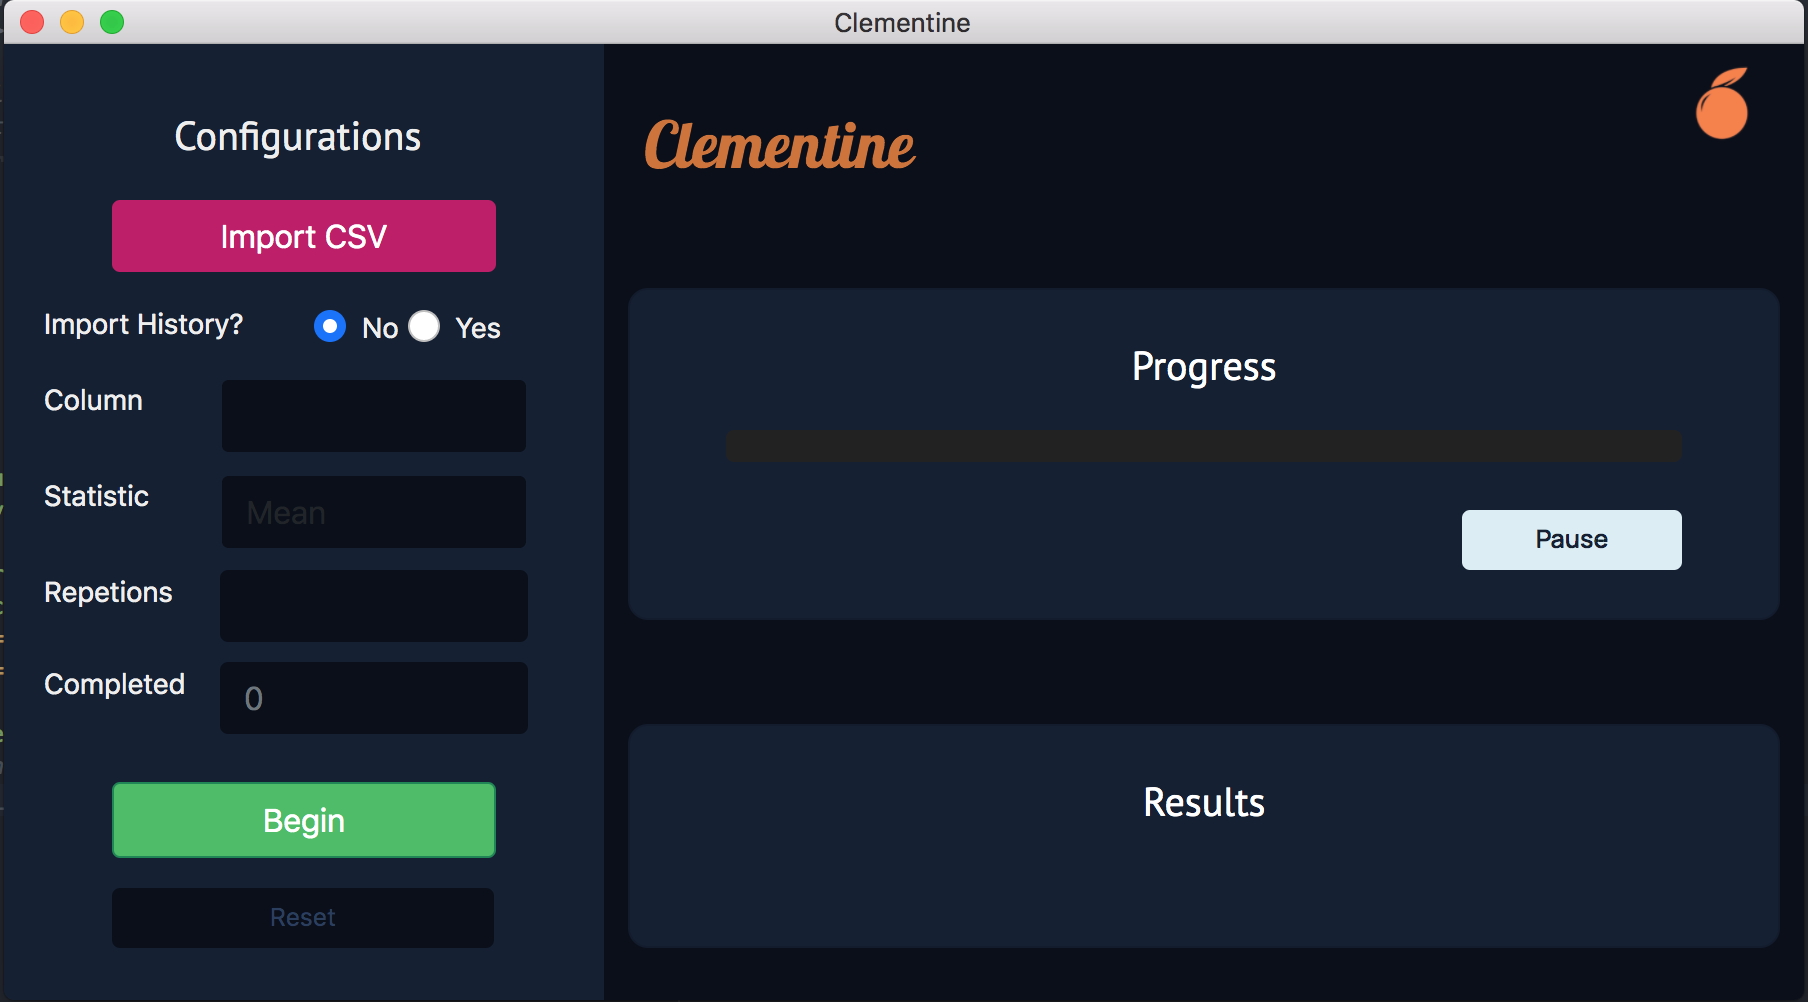 Clementine
Configurations
Import CSV
Import History? No Yes
Column
Statistic Mean
Repetions
Completed 0
Begin
Reset
Clementine
Progress
Pause
Results